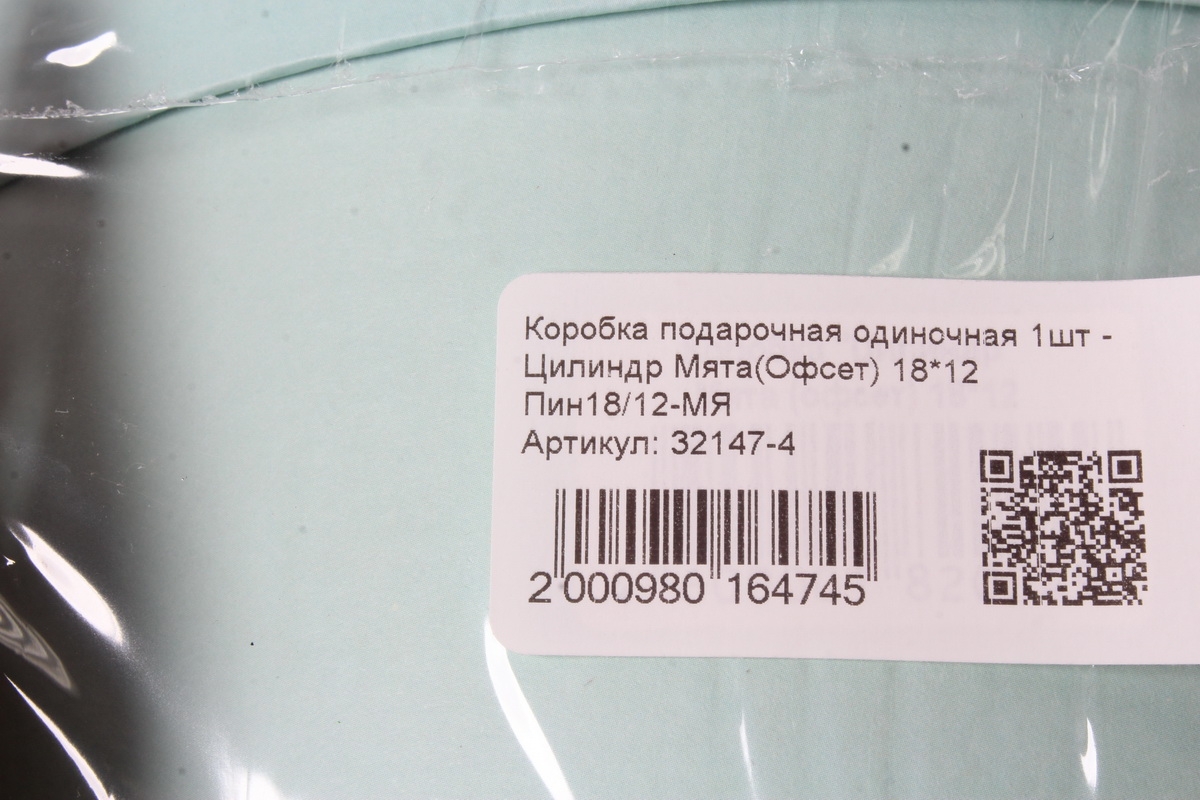 Коробка подарочная одиночная 1шт -
Цилиндр Мята(Офсет) 18*12
Пин18/12-МЯ
Артикул: 32147-4
2 000980 164745